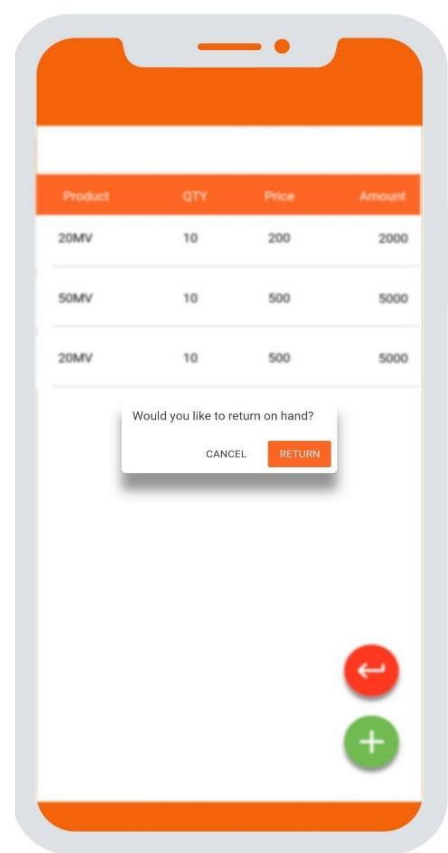 Product QTY Price Amount
20MV 10 200 2000
50MV 10 500 5000
20MV 10 500 5000
Would you like to return on hand?
CANCEL RETURN